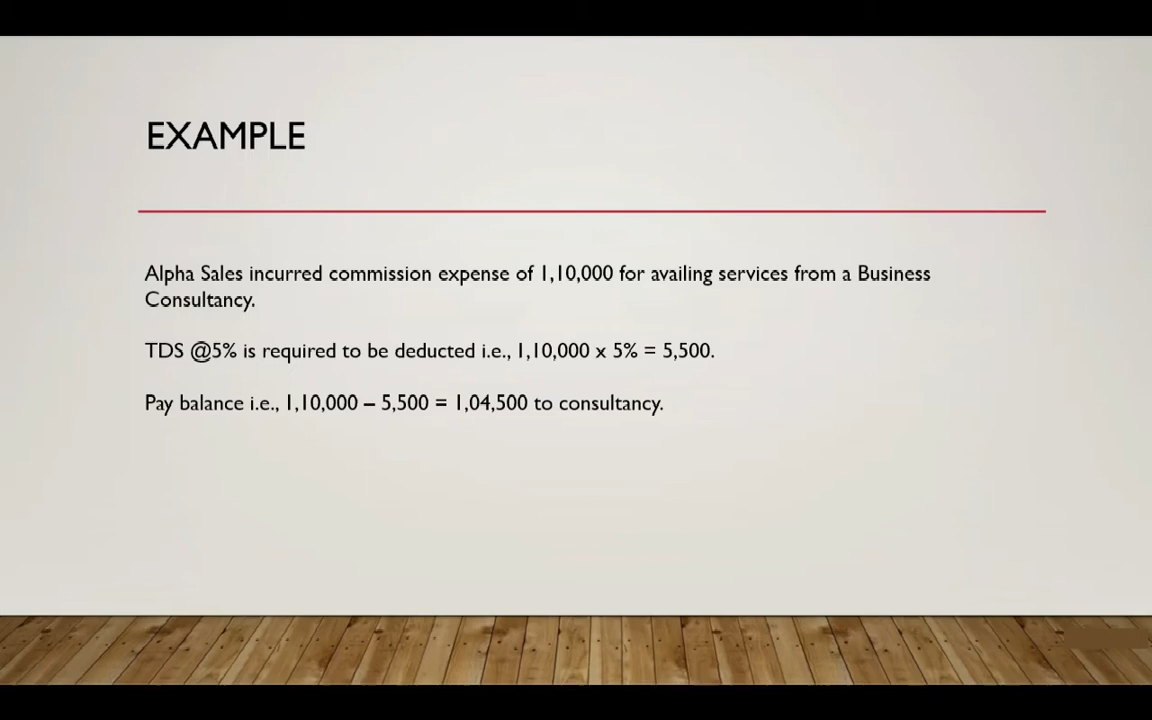 EXAMPLE
Alpha Sales incurred commission expense of 1,10,000 for availing services from a Business
Consultancy.
TDS @5% is required to be deducted i.e., 1,10,000 x 5% = 5,500.
Pay balance i.e., 1,10,000 – 5,500 = 1,04,500 to consultancy.